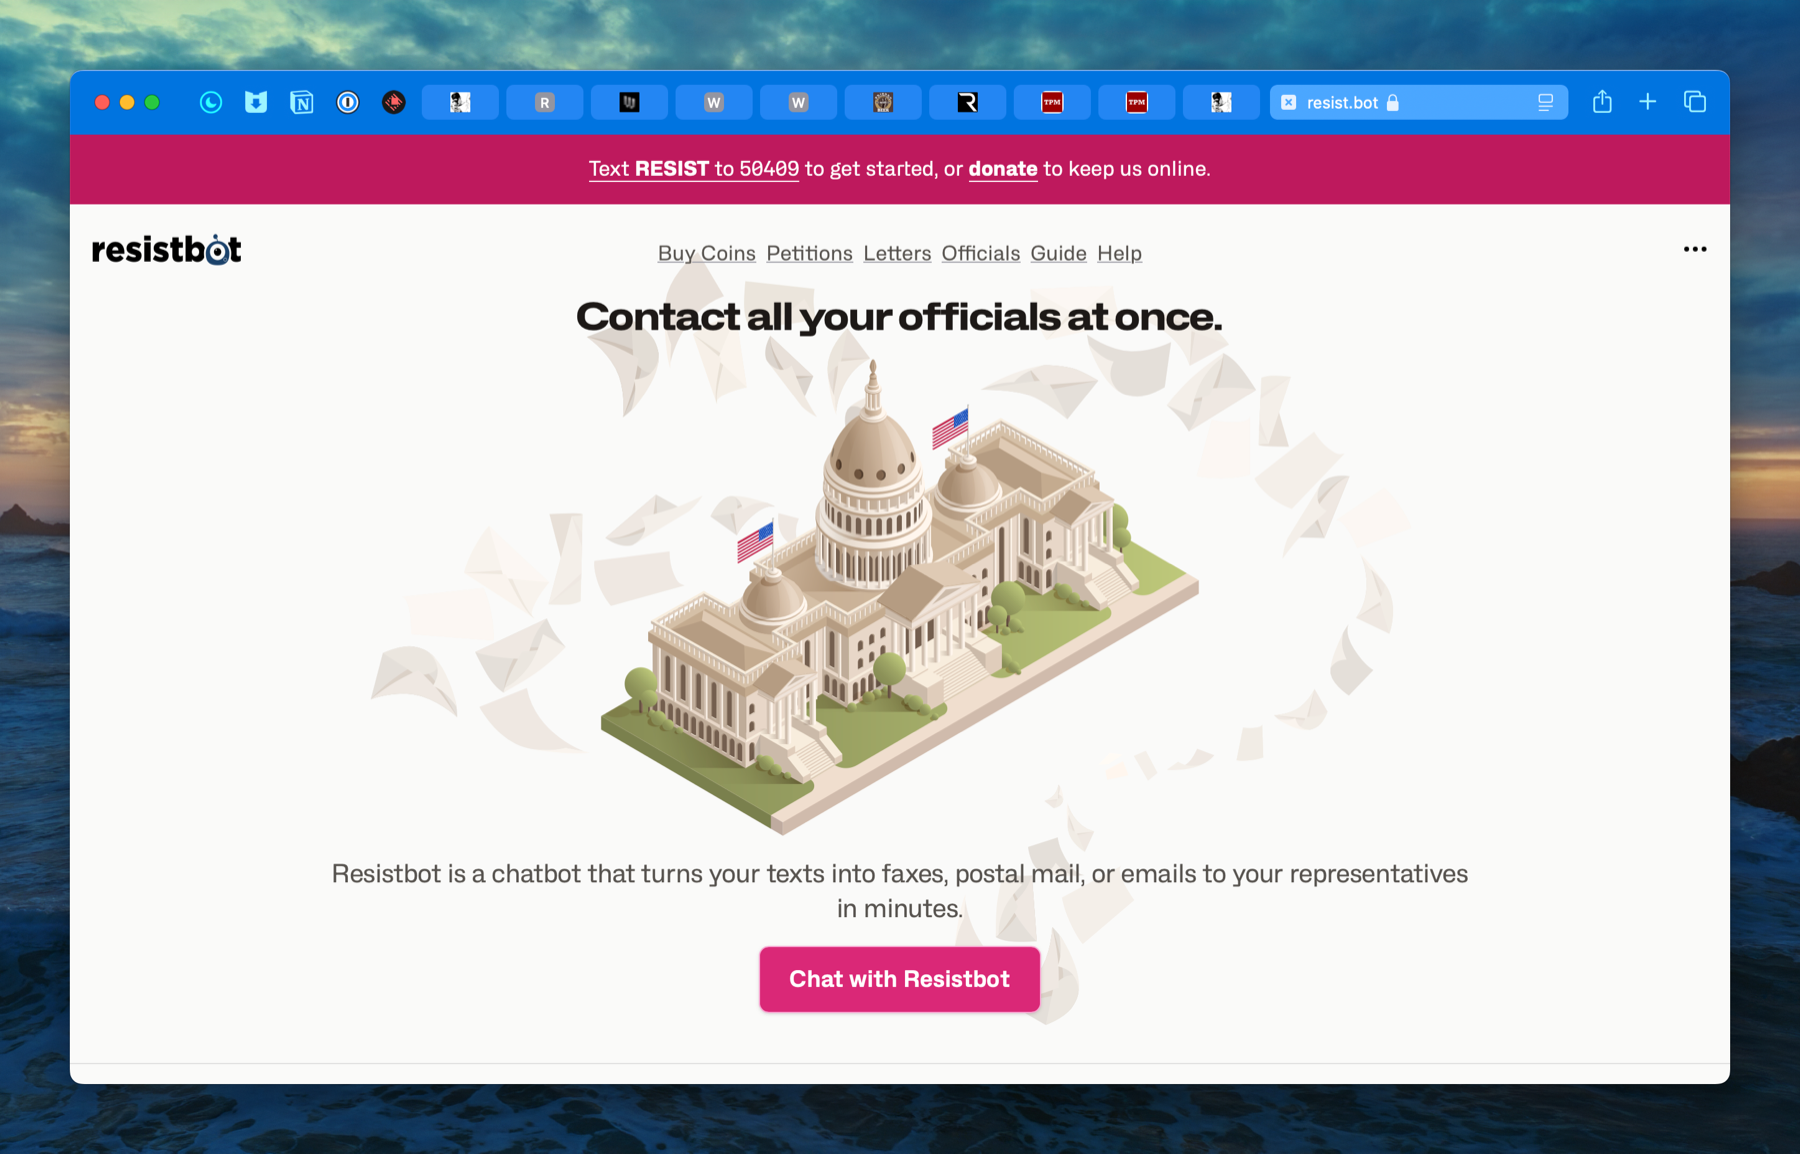 R
W
W
TPM
TPM
resist.bot
Text RESIST to 50409 to get started, or donate to keep us online.
resistbot
Buy Coins Petitions Letters Officials Guide Help
Contact all your officials at once.
Resistbot is a chatbot that turns your texts into faxes, postal mail, or emails to your representatives
in minutes.
Chat with Resistbot